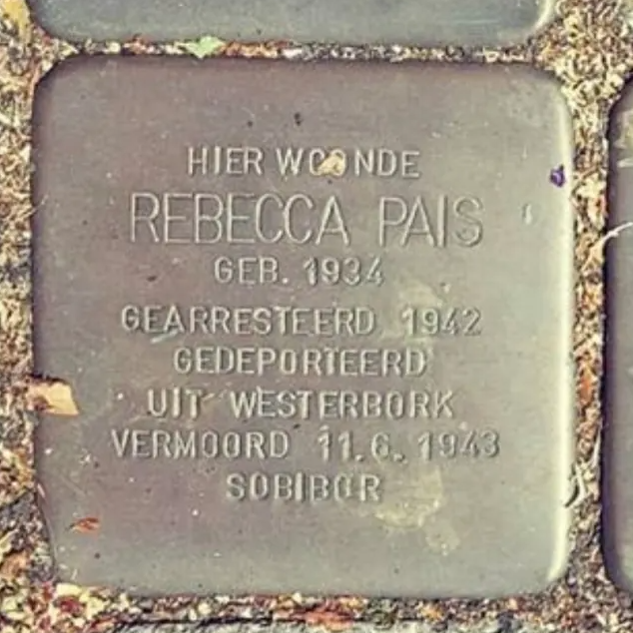 HIER WOONDE
REBECCA PAIS
GEB. 1934
GEARRESTEERD 1942
GEDEPORTEERD
UIT WESTERBORK
VERMOORD 11.6.1943
SOBIBOR